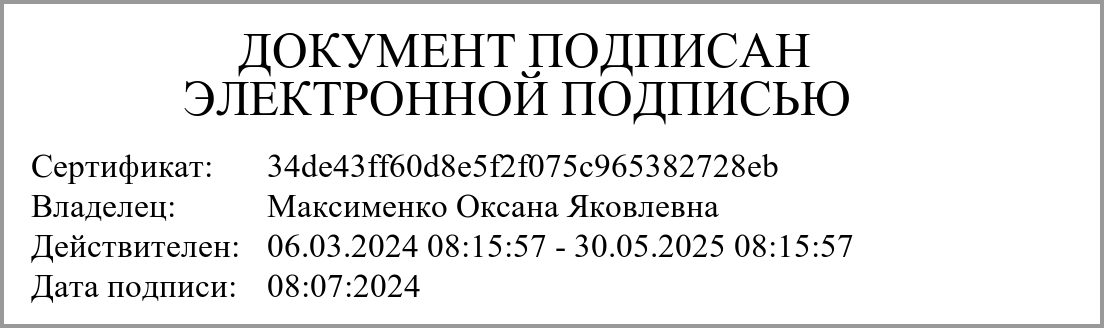 ДОКУМЕНТ ПОДПИСАН
ЭЛЕКТРОННОЙ ПОДПИСЬЮ
Сертификат: 34de43ff60d8e5f2f075c965382728eb
Владелец: Максименко Оксана Яковлевна
Действителен: 06.03.2024 08:15:57 - 30.05.2025 08:15:57
Дата подписи: 08:07:2024